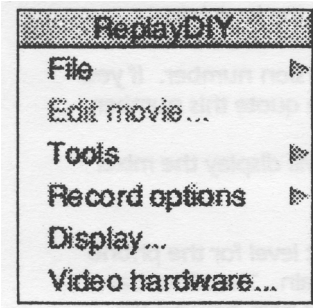 ReplayDIY
File
Edit movie...
Tools
Record options
Display...
Video hardware...